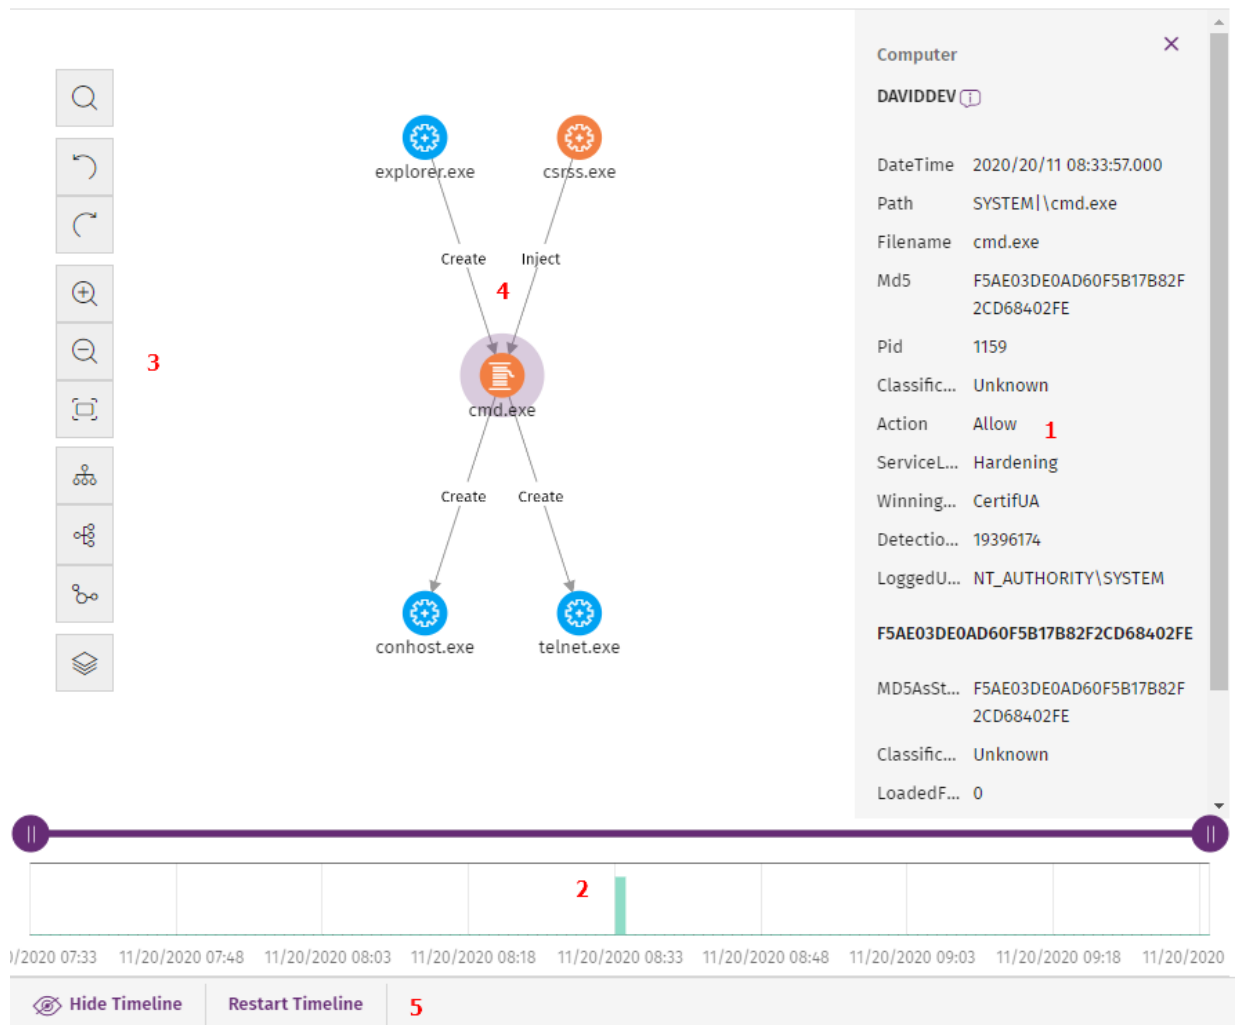 explorer.exe
csrss.exe
Create
Inject
4
3
cmd.exe
Create
Create
conhost.exe
telnet.exe
Computer
DAVIDDEV
DateTime 2020/20/11 08:33:57.000
Path SYSTEM|\cmd.exe
Filename cmd.exe
Md5 F5AE03DE0AD60F5B17B82F
2CD68402FE
Pid 1159
Classific... Unknown
Action Allow
1
ServiceL... Hardening
Winning... CertifUA
Detectio... 19396174
LoggedU... NT_AUTHORITY\SYSTEM
F5AE03DE0AD60F5B17B82F2CD68402FE
MD5AsSt... F5AE03DE0AD60F5B17B82F
2CD68402FE
Classific... Unknown
LoadedF... 0
2
/2020 07:33 11/20/2020 07:48 11/20/2020 08:03 11/20/2020 08:18 11/20/2020 08:33 11/20/2020 08:48 11/20/2020 09:03 11/20/2020 09:18 11/20/2020
Hide Timeline Restart Timeline 5